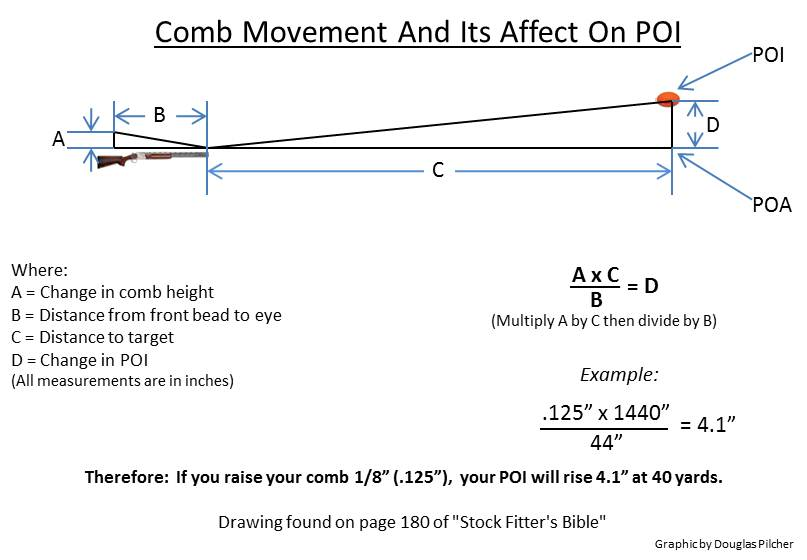 Comb Movement And Its Affect On POI
POI
B
A
D
C
POA
Where:
A = Change in comb height
B = Distance from front bead to eye
C = Distance to target
D = Change in POI
(All measurements are in inches)
A x C
B
= D
(Multiply A by C then divide by B)
Example:
.125” x 1440”
44”
= 4.1”
Therefore: If you raise your comb 1/8” (.125”), your POI will rise 4.1” at 40 yards.
Drawing found on page 180 of "Stock Fitter's Bible"
Graphic by Douglas Pilcher